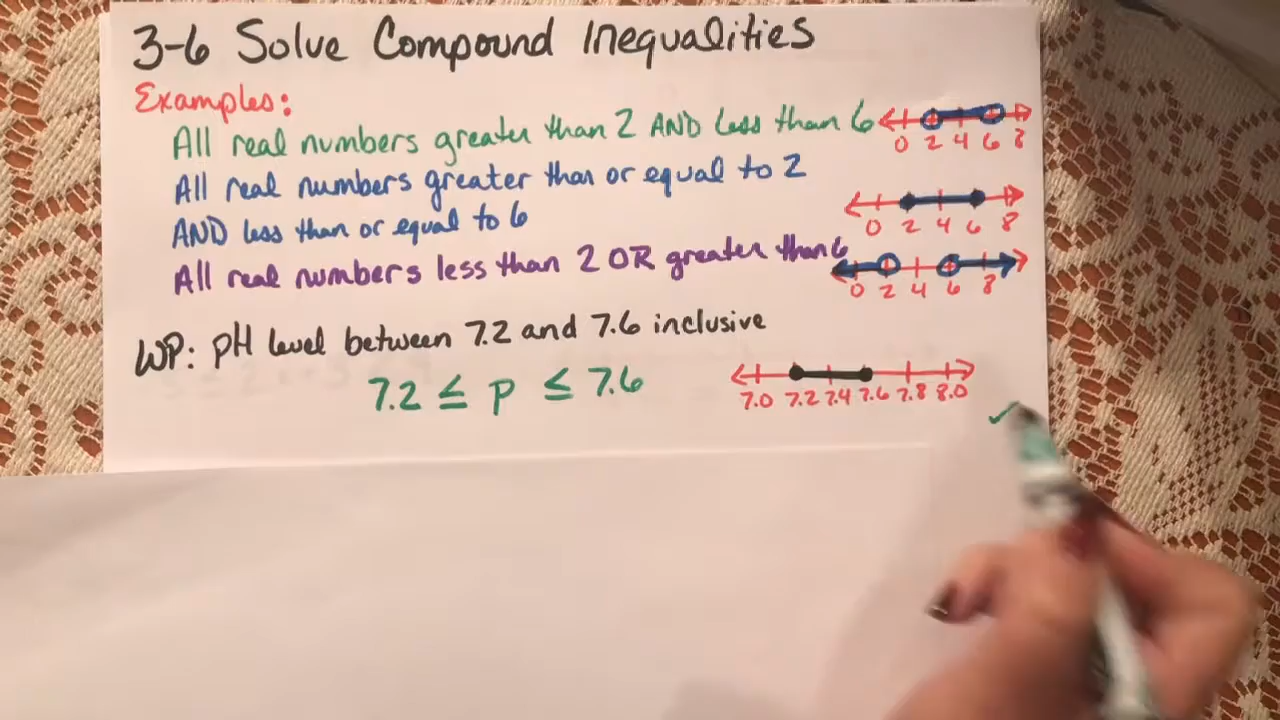 3-6 Solve Compound Inequalities
Examples:
All real numbers greater than 2 AND less than 6
0 2 4 6 8
All real numbers greater than or equal to 2
AND less than or equal to 6
0 2 4 6 8
All real numbers less than 2 OR greater than 6
0 2 4 6 8
WP: pH level between 7.2 and 7.6 inclusive
7.2 ≤ p ≤ 7.6
7.0 7.2 7.4 7.6 7.8 8.0